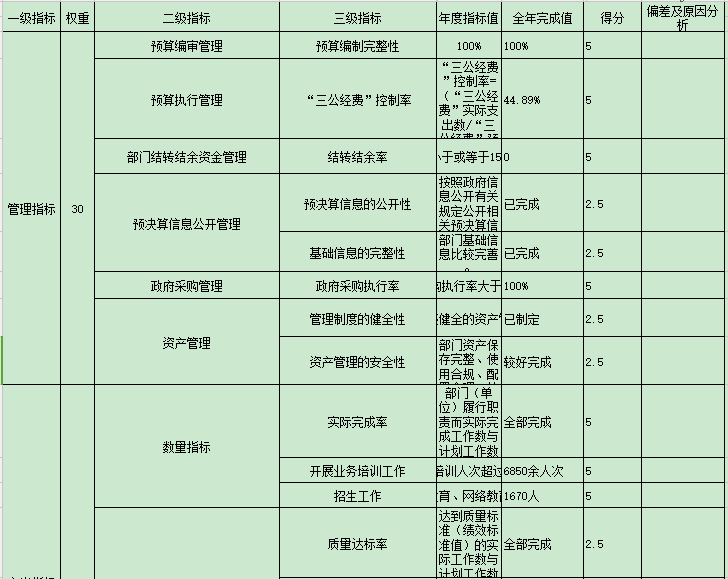 一级指标 权重 二级指标 三级指标 年度指标值 全年完成值 得分 偏差及原因分析
管理指标 30
预算编审管理 预算编制完整性 100% 100% 5
预算执行管理 “三公经费”控制率
“三公经费
”控制率=
（“三公经
费”实际支
出数/“三
44.89% 5
部门结转结余资金管理 结转结余率 小于或等于15 0 5
预决算信息公开管理 预决算信息的公开性
按照政府信
息公开有关
规定公开相
关预决算信
已完成 2.5
基础信息的完整性
部门基础信
息比较完善
。
已完成 2.5
政府采购管理 政府采购执行率 执行率大于 100% 5
资产管理 管理制度的健全性 健全的资产 已制定 2.5
资产管理的安全性
部门资产保
存完整、使
用合规、配
较好完成 2.5
数量指标 实际完成率
部门（单
位）履行职
责而实际完
成工作数与
计划工作数
全部完成 5
开展业务培训工作 培训人次超过 6850余人次 5
招生工作 育、网络教 1670人 5
质量达标率
达到质量标
准（绩效标
准值）的实
际工作数与
计划工作数
全部完成 2.5